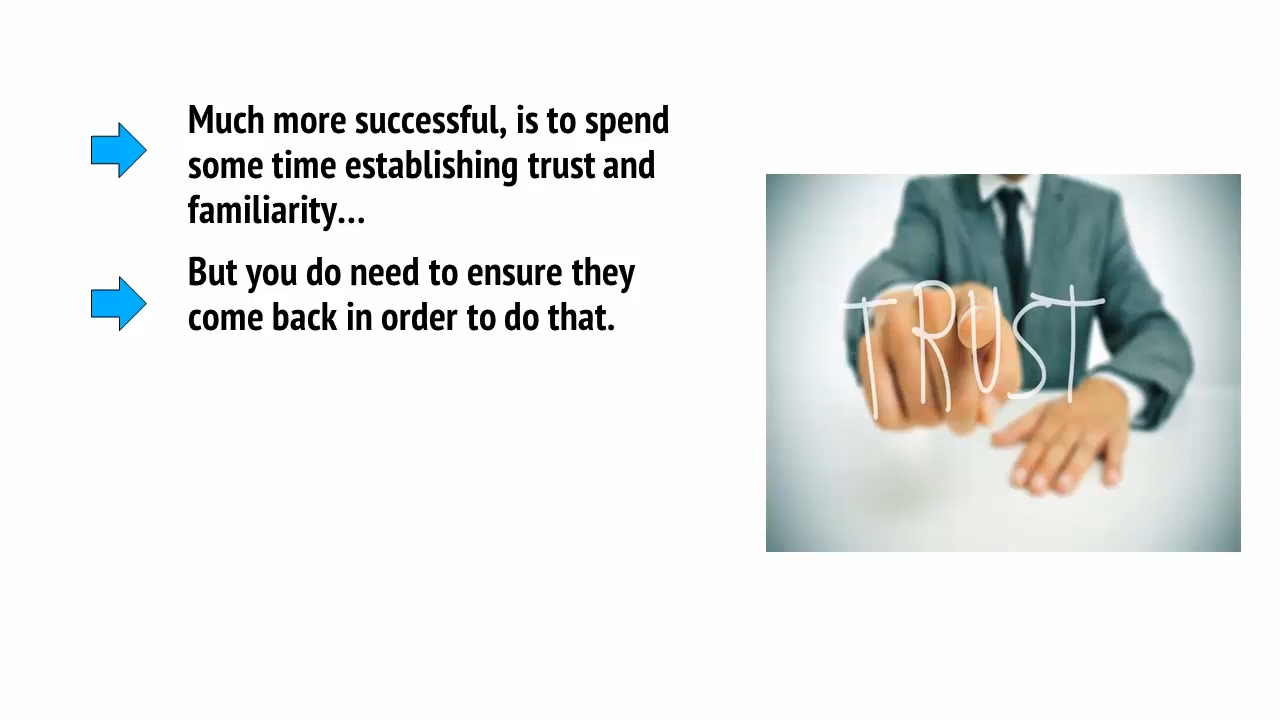 Much more successful, is to spend
some time establishing trust and
familiarity...
But you do need to ensure they
come back in order to do that.
TRUST